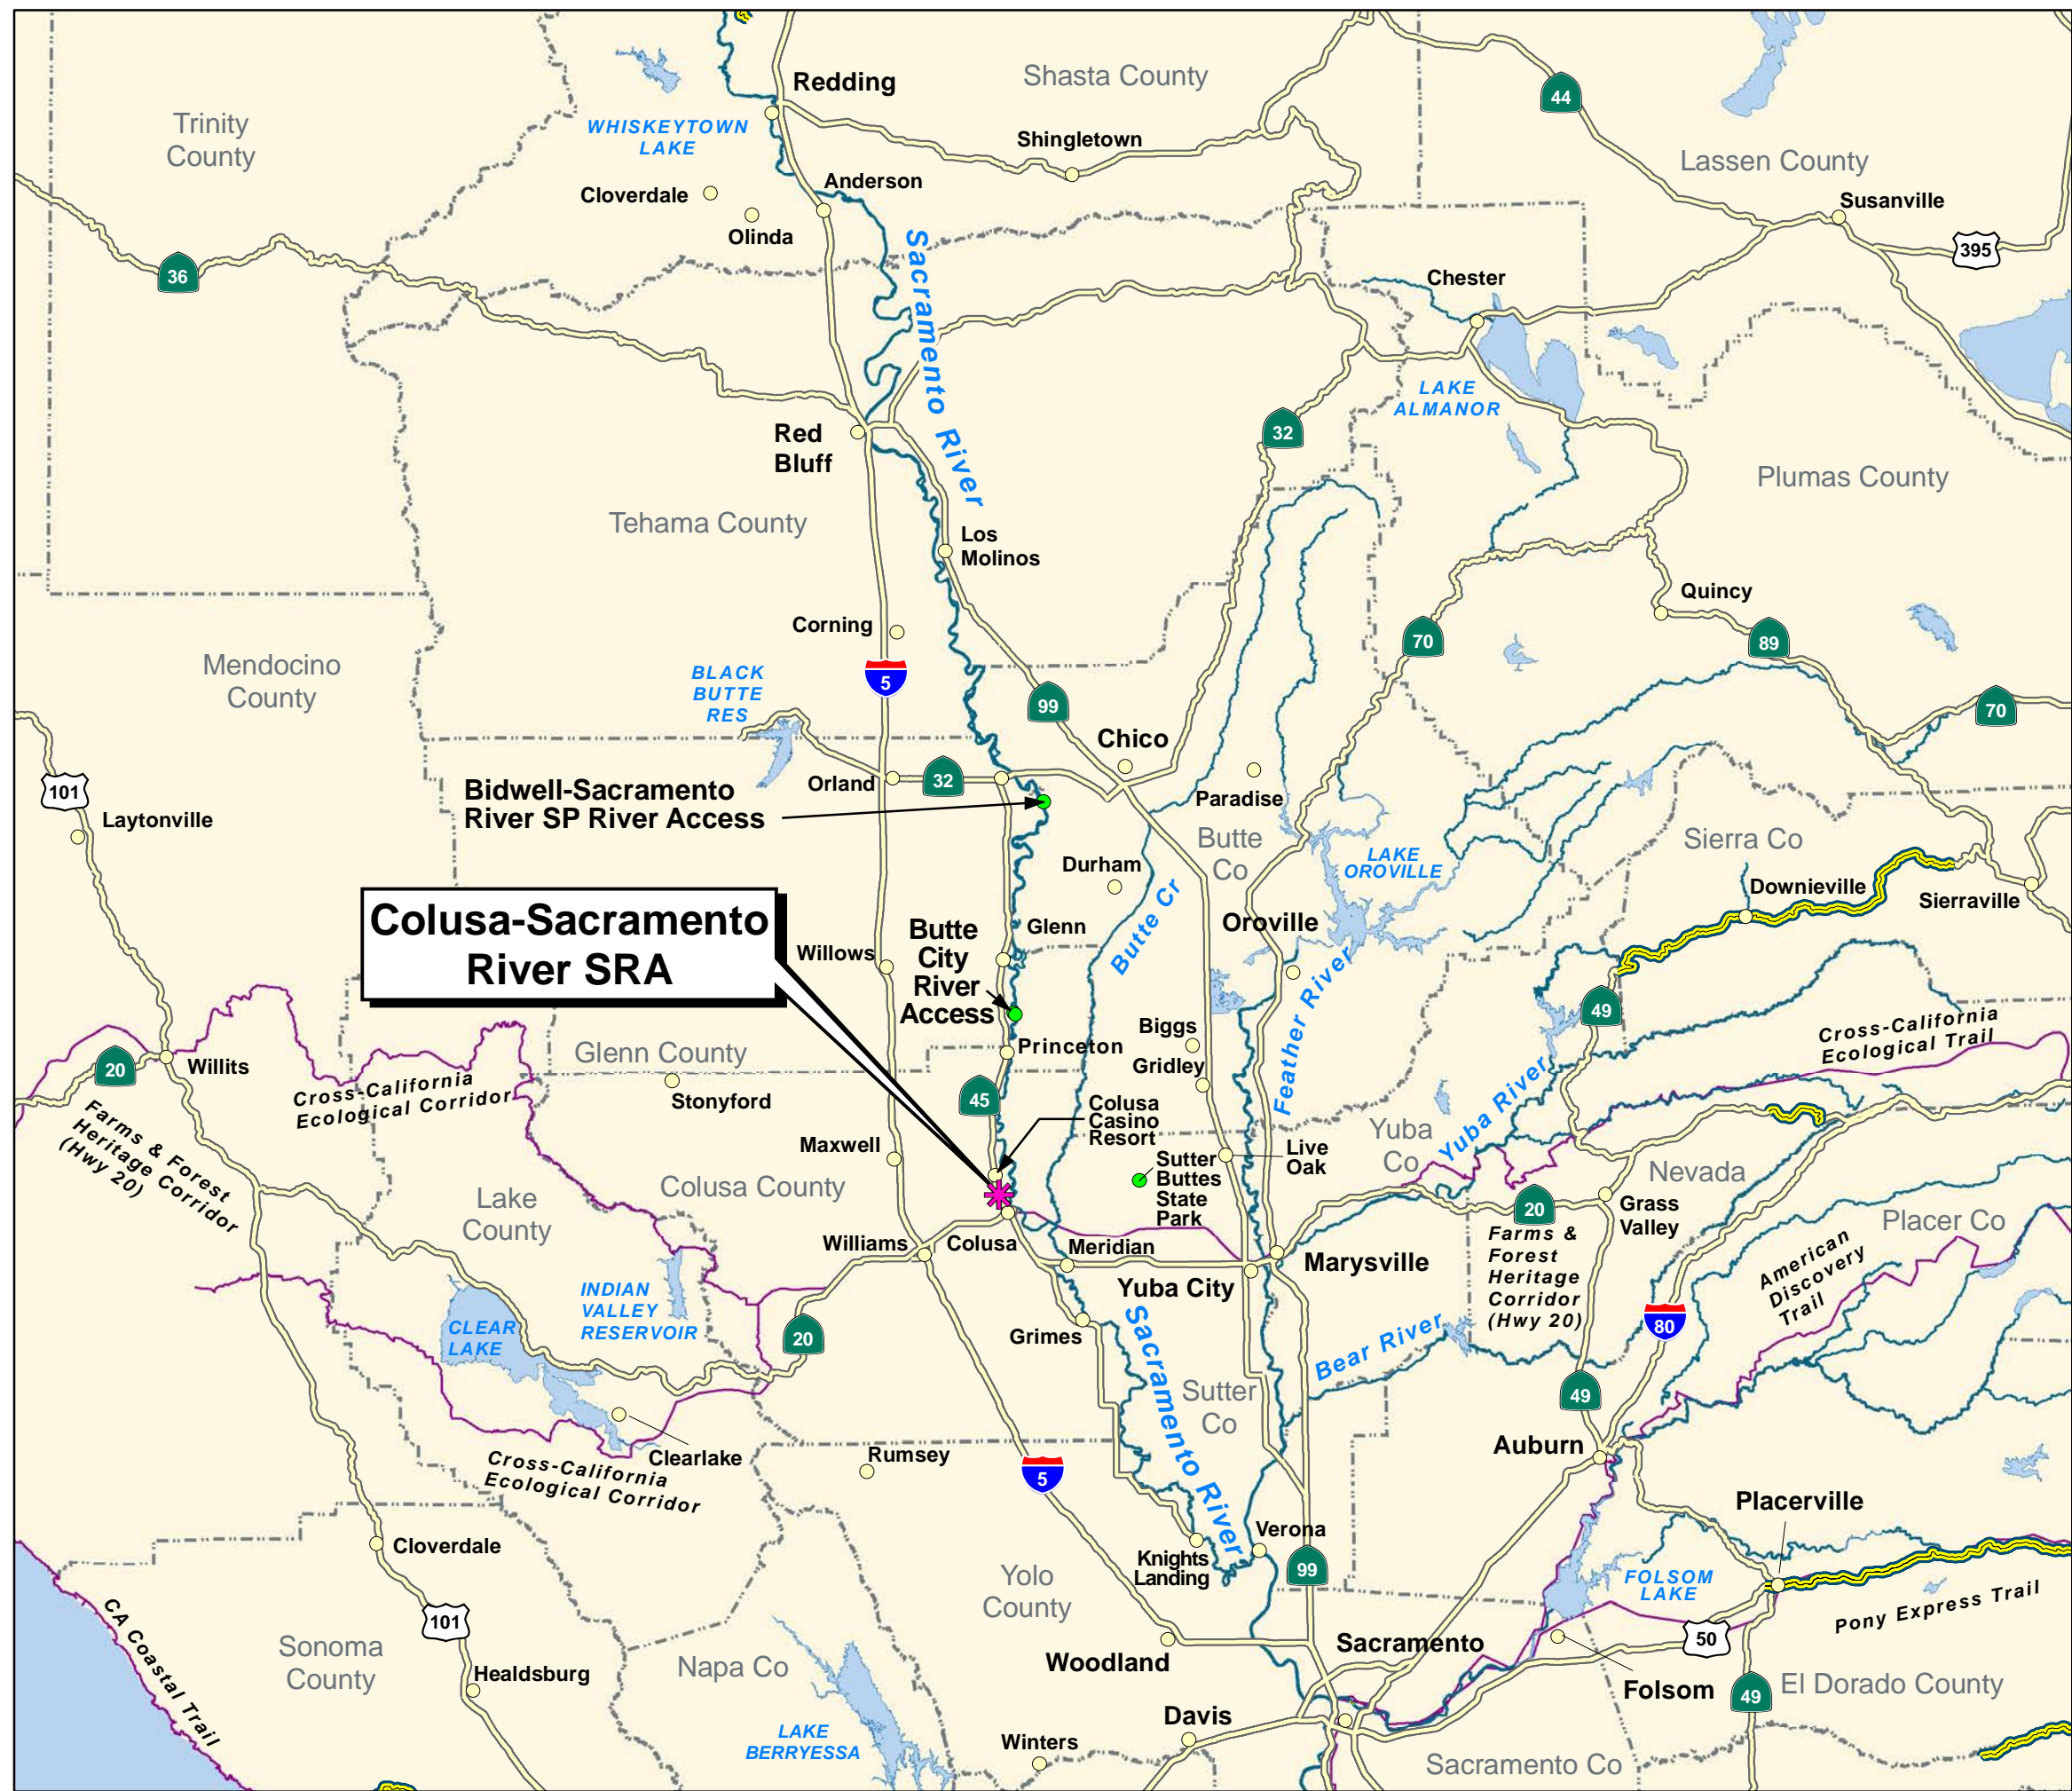 Redding
Shasta County
44
Trinity
County
WHISKEYTOWN
LAKE
Shingletown
Lassen County
Cloverdale
Anderson
Susanville
Olinda
395
36
Sacramento River
Chester
LAKE
ALMANOR
32
Red
Bluff
Plumas County
Tehama County
Los
Molinos
Quincy
Corning
70
89
Mendocino
County
BLACK
BUTTE
RES
5
99
70
Chico
Orland
32
101
Bidwell-Sacramento
River SP River Access
Paradise
Laytonville
Butte
Co
Sierra Co
LAKE
OROVILLE
Durham
Downieville
Sierraville
Colusa-Sacramento
River SRA
Butte Cr
Glenn
Oroville
Butte
City
River
Access
Willows
Feather River
49
Biggs
Cross-California
Ecological Trail
Princeton
Glenn County
Gridley
20
Willits
Cross-California
Ecological Corridor
Stonyford
45
Yuba River
Farms & Forest
Heritage Corridor
(Hwy 20)
Colusa
Casino
Resort
Yuba
Co
Maxwell
Live
Oak
Sutter
Buttes
State
Park
Nevada
Lake
County
Colusa County
20
Grass
Valley
Placer Co
Williams
Colusa
Meridian
Marysville
Farms &
Forest
Heritage
Corridor
(Hwy 20)
American
Discovery
Trail
Yuba City
INDIAN
VALLEY
RESERVOIR
CLEAR
LAKE
20
Grimes
Sacramento River
Bear River
80
Sutter
Co
49
Auburn
Clearlake
Rumsey
5
Cross-California
Ecological Corridor
Placerville
Cloverdale
Verona
Knights
Landing
99
Yolo
County
FOLSOM
LAKE
Pony Express Trail
CA Coastal Trail
101
Sonoma
County
Napa Co
Woodland
Sacramento
50
Healdsburg
Folsom
49
El Dorado County
Davis
LAKE
BERRYESSA
Winters
Sacramento Co